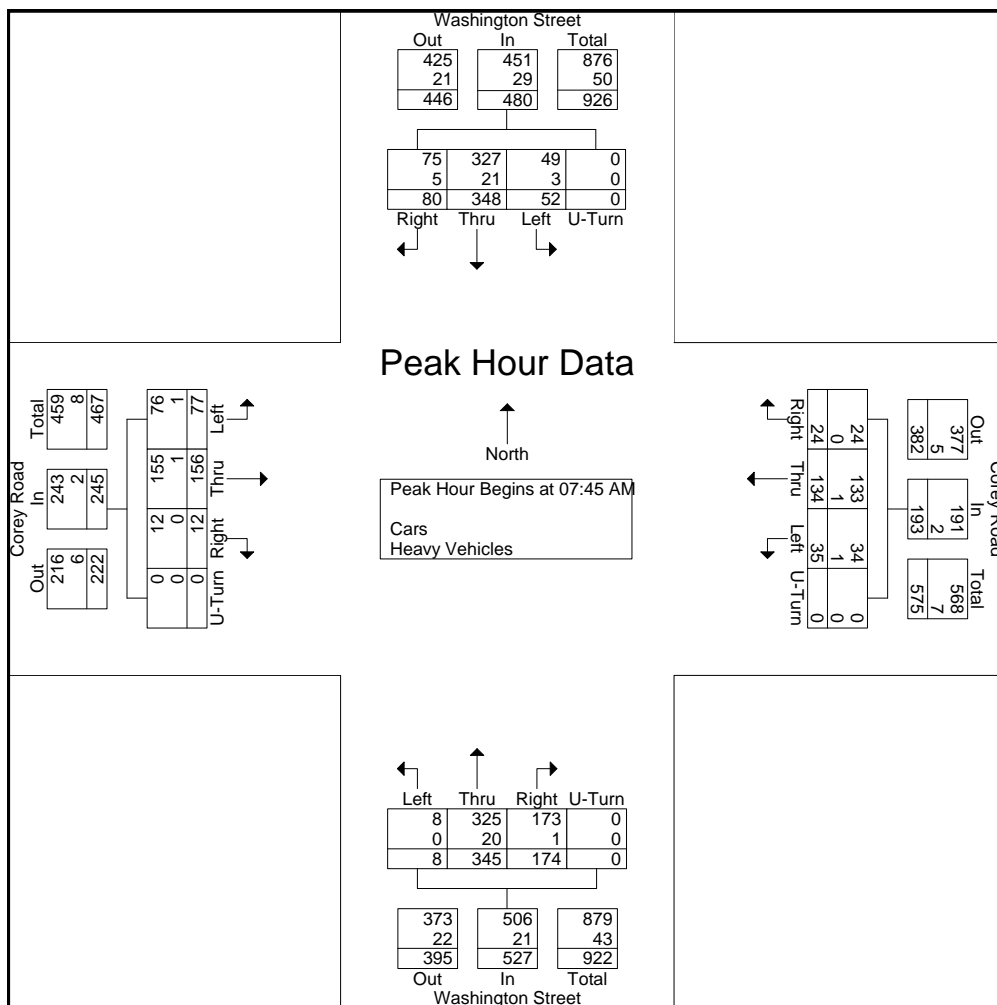 Washington Street
Out In Total
425 451 876
21 29 50
446 480 926
75 327 49 0
5 21 3 0
80 348 52 0
Right Thru Left U-Turn
Peak Hour Data
North
Peak Hour Begins at 07:45 AM
Cars
Heavy Vehicles
Corey Road
Out In Total
216 243 459
6 2 8
222 245 467
U-Turn Right Thru Left
0 12 155 76
0 0 1 1
0 12 156 77
Corey Road
Out In Total
377 191 568
5 2 7
382 193 575
24 133 34 0
0 1 1 0
24 134 35 0
Right Thru Left U-Turn
Left Thru Right U-Turn
8 325 173 0
0 20 1 0
8 345 174 0
373 506 879
22 21 43
395 527 922
Out In Total
Washington Street